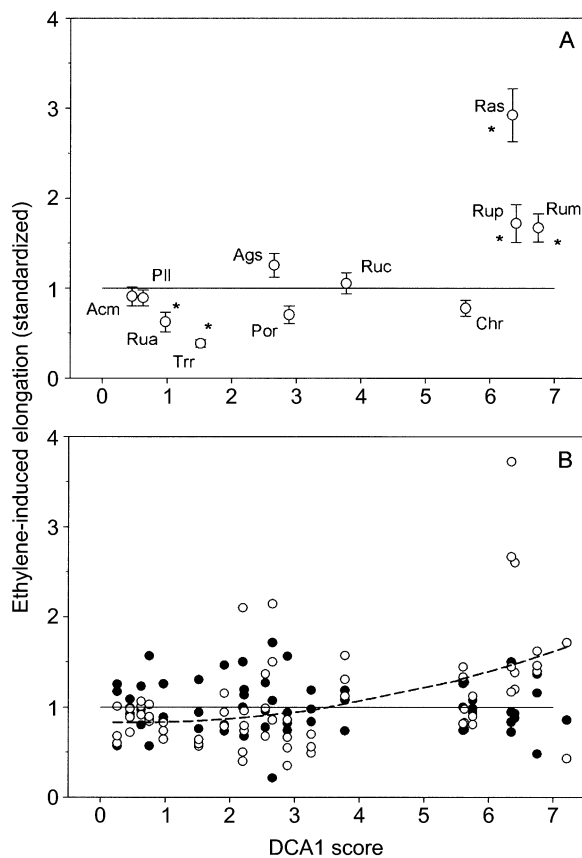 Ethylene-induced elongation (standardized)
A
4
3
2
1
0
Ras
*
Rup
*
Rum
*
Ags
Ruc
Pll
Acm
Rua
*
Trr
*
Por
Chr
0 1 2 3 4 5 6 7
B
4
3
2
1
0
0 1 2 3 4 5 6 7
DCA1 score